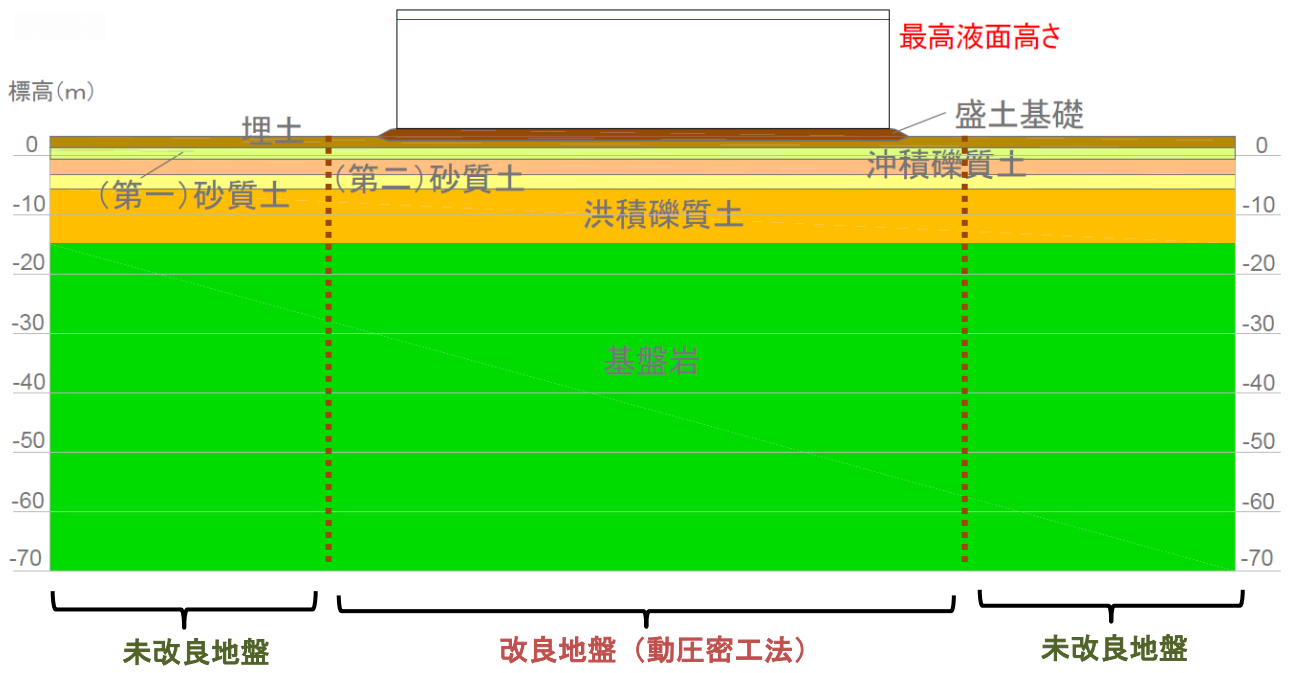 最高液面高さ
標高(m)
盛土基礎
埋土
0
0
沖積礫質土
(第一)砂質土
(第二)砂質土
-10
洪積礫質土
-10
-20
-20
-30
-30
基盤岩
-40
-40
-50
-50
-60
-60
-70
-70
未改良地盤
改良地盤（動圧密工法）
未改良地盤